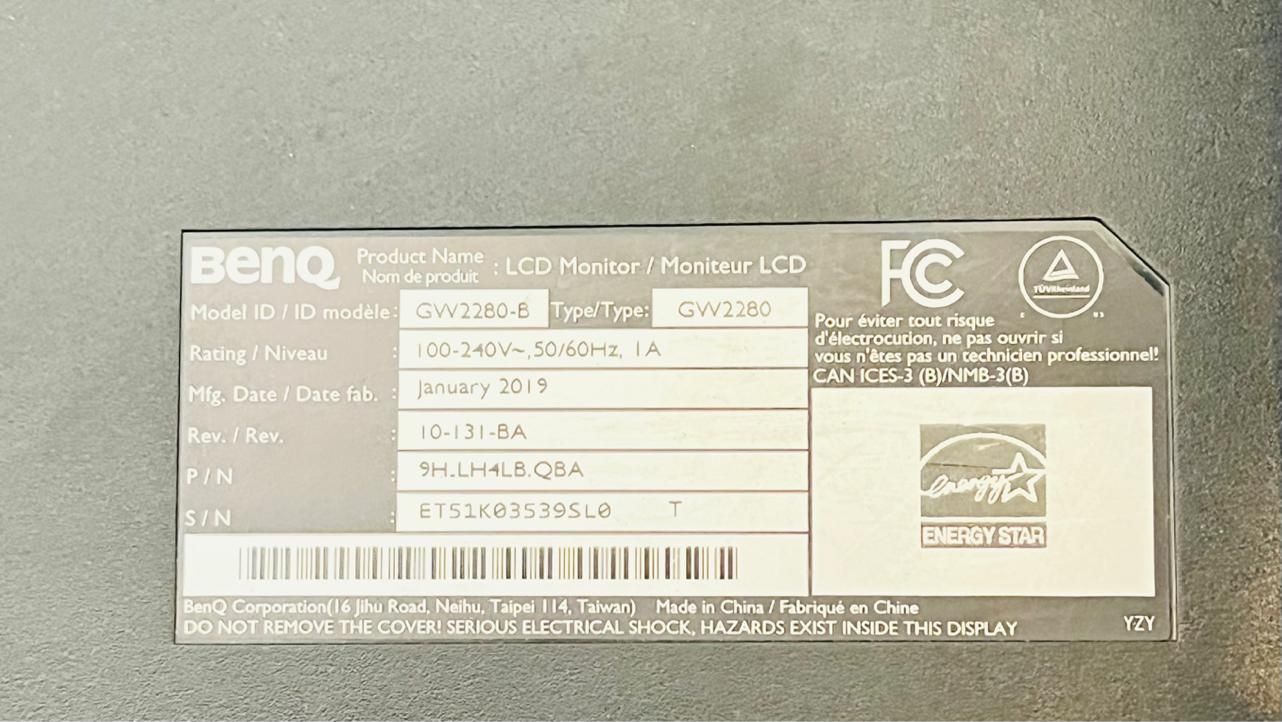 BenQ Product Name : LCD Monitor / Moniteur LCD
Nom de produit
Model ID / ID modèle: GW2280-B Type/Type: GW2280
Rating / Niveau : 100-240V~,50/60Hz, 1A
Mfg. Date / Date fab. : January 2019
Rev. / Rev. : 10-131-BA
P/N : 9H.LH4LB.QBA
S/N : ET51K03539SL0 T
FC
TÜVRheinland
Pour éviter tout risque
d'électrocution, ne pas ouvrir si
vous n'êtes pas un technicien professionnel!
CAN ICES-3 (B)/NMB-3(B)
energy
ENERGY STAR
BenQ Corporation(16 Jihu Road, Neihu, Taipei 114, Taiwan) Made in China / Fabriqué en Chine
DO NOT REMOVE THE COVER! SERIOUS ELECTRICAL SHOCK, HAZARDS EXIST INSIDE THIS DISPLAY
YZY